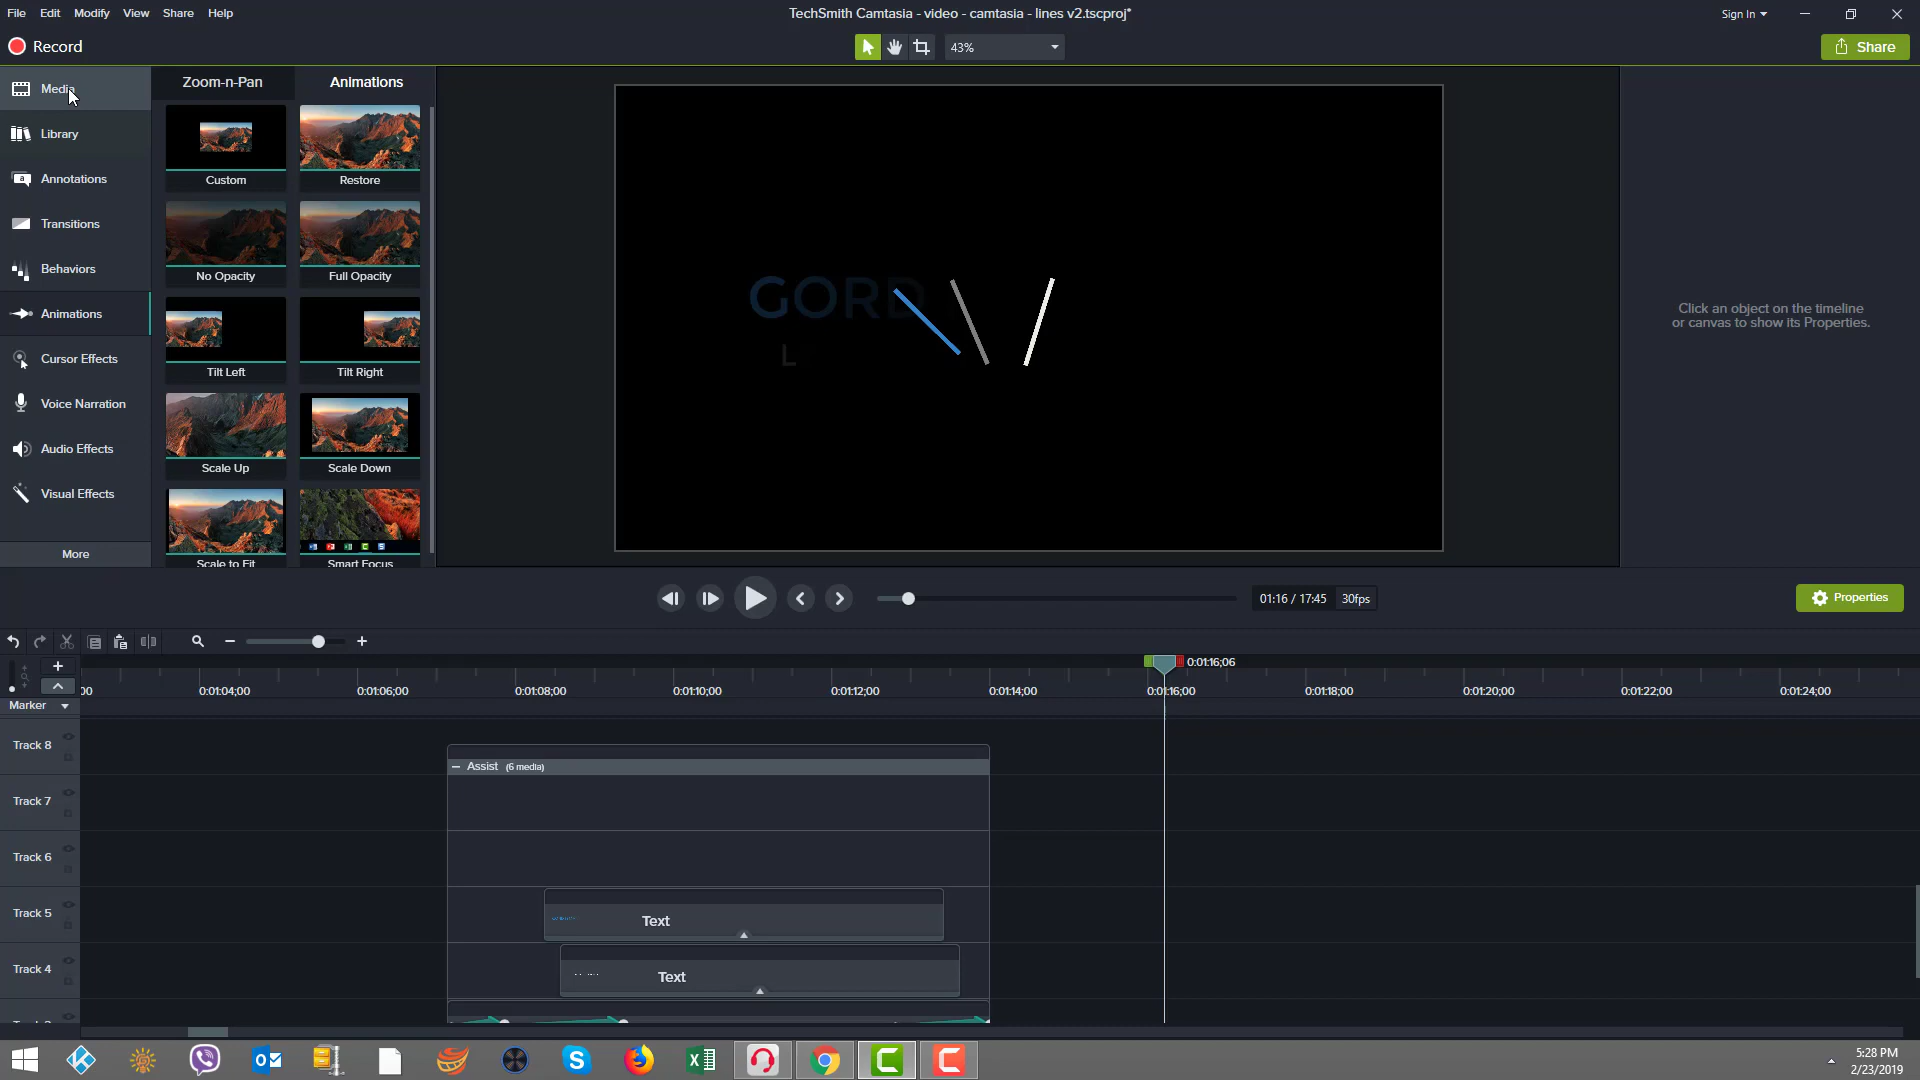 File Edit Modify View Share Help
TechSmith Camtasia - video - camtasia - lines v2.tscproj*
Sign In
Record
43%
Share
Media
Library
Annotations
Transitions
Behaviors
Animations
Cursor Effects
Voice Narration
Audio Effects
Visual Effects
More
Zoom-n-Pan Animations
Custom Restore
No Opacity Full Opacity
Tilt Left Tilt Right
Scale Up Scale Down
Scale to Fit Smart Focus
GORD
L
Click an object on the timeline
or canvas to show its Properties.
01:16 / 17:45 30fps
Properties
0:01:16;06
00 0:01:04;00 0:01:06;00 0:01:08;00 0:01:10;00 0:01:12;00 0:01:14;00 0:01:16;00 0:01:18;00 0:01:20;00 0:01:22;00 0:01:24;00
Marker
Track 8
Assist (6 media)
Track 7
Track 6
Track 5
Text
Track 4
Text
5:28 PM
2/23/2019